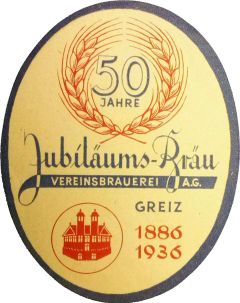 50
JAHRE
Jubiläums-Bräu
VEREINSBRAUEREI A.G.
GREIZ
1886
1936